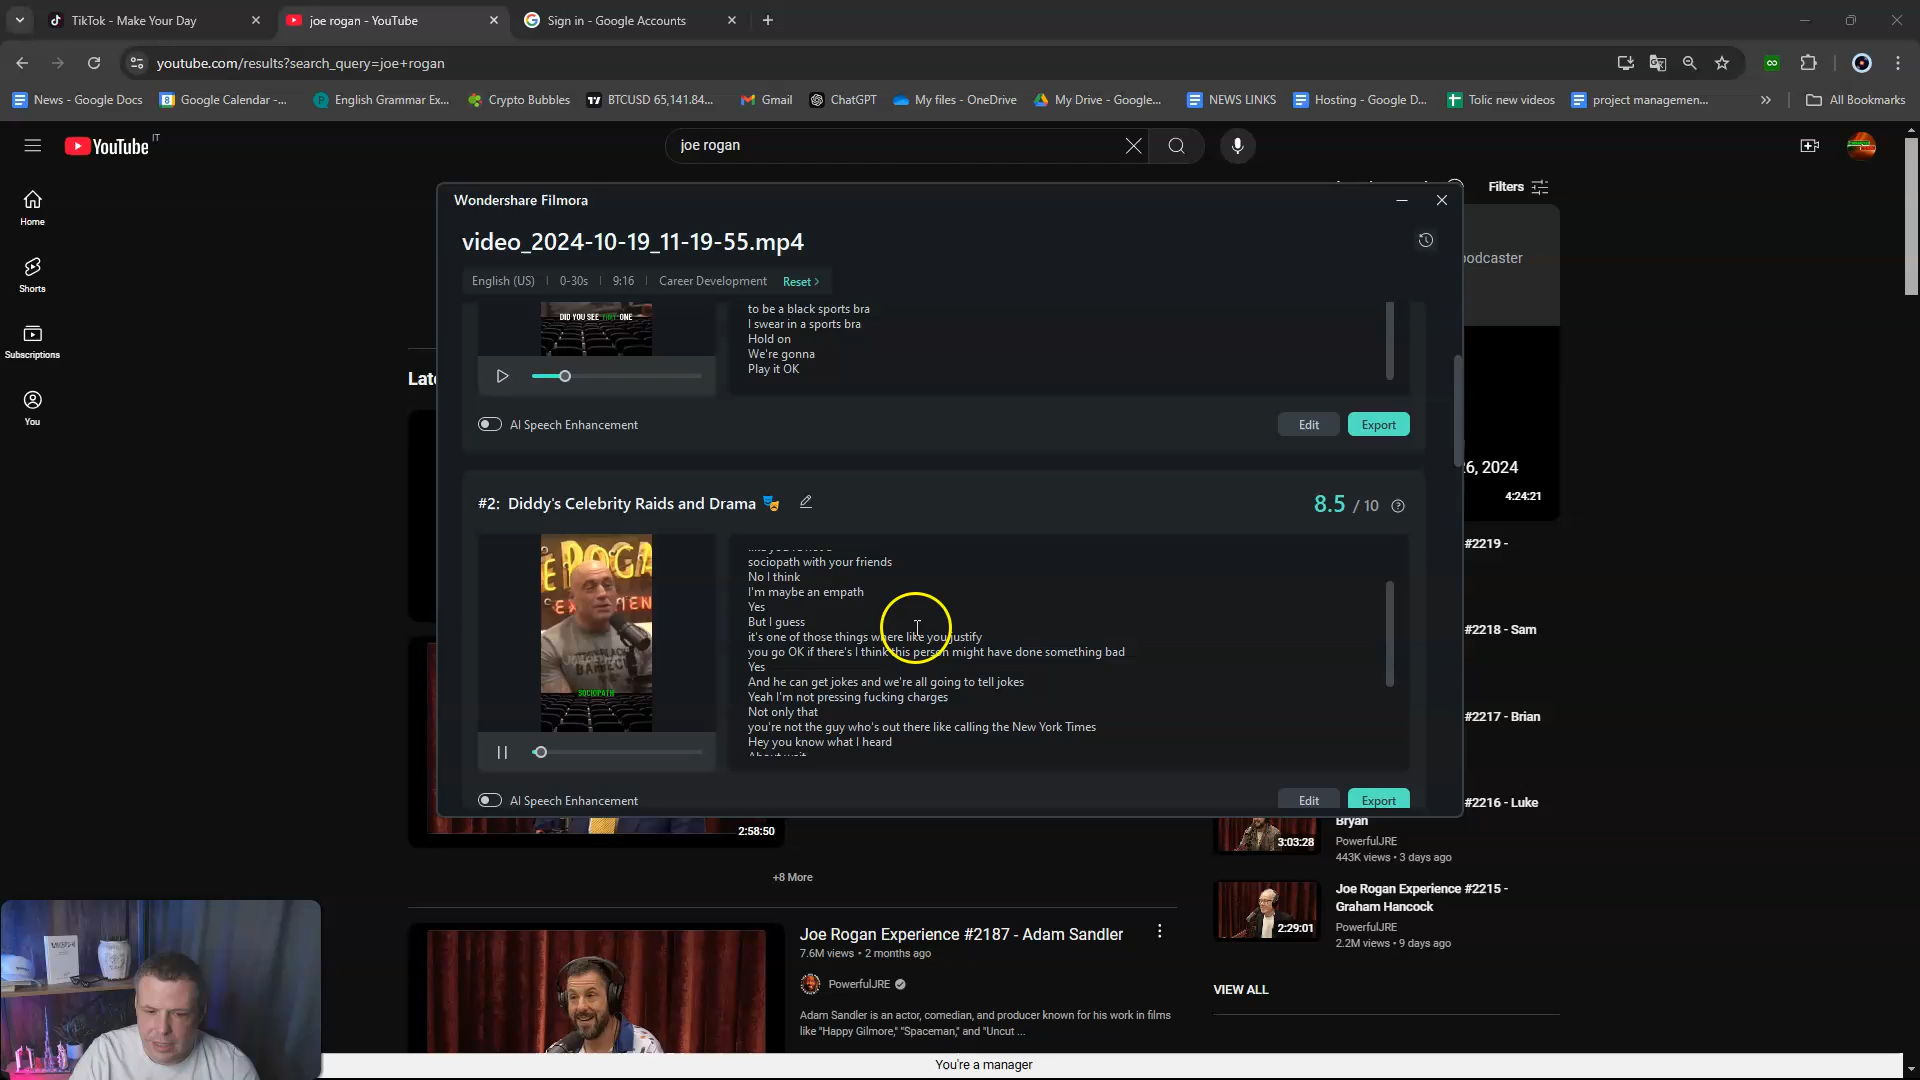 TikTok - Make Your Day
joe rogan - YouTube
Sign in - Google Accounts
youtube.com/results?search_query=joe+rogan
News - Google Docs
Google Calendar -...
English Grammar Ex...
Crypto Bubbles
BTCUSD 65,141.84...
Gmail
ChatGPT
My files - OneDrive
My Drive - Google...
NEWS LINKS
Hosting - Google D...
Tolic new videos
project managemen...
All Bookmarks
YouTube
IT
joe rogan
Home
Shorts
Subscriptions
You
Filters
Wondershare Filmora
video_2024-10-19_11-19-55.mp4
English (US)
0-30s
9:16
Career Development
Reset >
DID YOU SEE THAT ONE
to be a black sports bra
I swear in a sports bra
Hold on
We're gonna
Play it OK
AI Speech Enhancement
Edit
Export
#2: Diddy's Celebrity Raids and Drama
8.5 / 10
SOCIOPATH
sociopath with your friends
No I think
I'm maybe an empath
Yes
But I guess
it's one of those things where like you justify
you go OK if there's I think this person might have done something bad
Yes
And he can get jokes and we're all going to tell jokes
Yeah I'm not pressing fucking charges
Not only that
you're not the guy who's out there like calling the New York Times
Hey you know what I heard
About wait
AI Speech Enhancement
Edit
Export
podcaster
26, 2024
4:24:21
#2219 -
#2218 - Sam
#2217 - Brian
#2216 - Luke
Bryan
PowerfulJRE
443K views • 3 days ago
3:03:28
Joe Rogan Experience #2215 -
Graham Hancock
PowerfulJRE
2.2M views • 9 days ago
2:29:01
VIEW ALL
2:58:50
+8 More
Joe Rogan Experience #2187 - Adam Sandler
7.6M views • 2 months ago
PowerfulJRE
Adam Sandler is an actor, comedian, and producer known for his work in films
like "Happy Gilmore," "Spaceman," and "Uncut ...
You're a manager